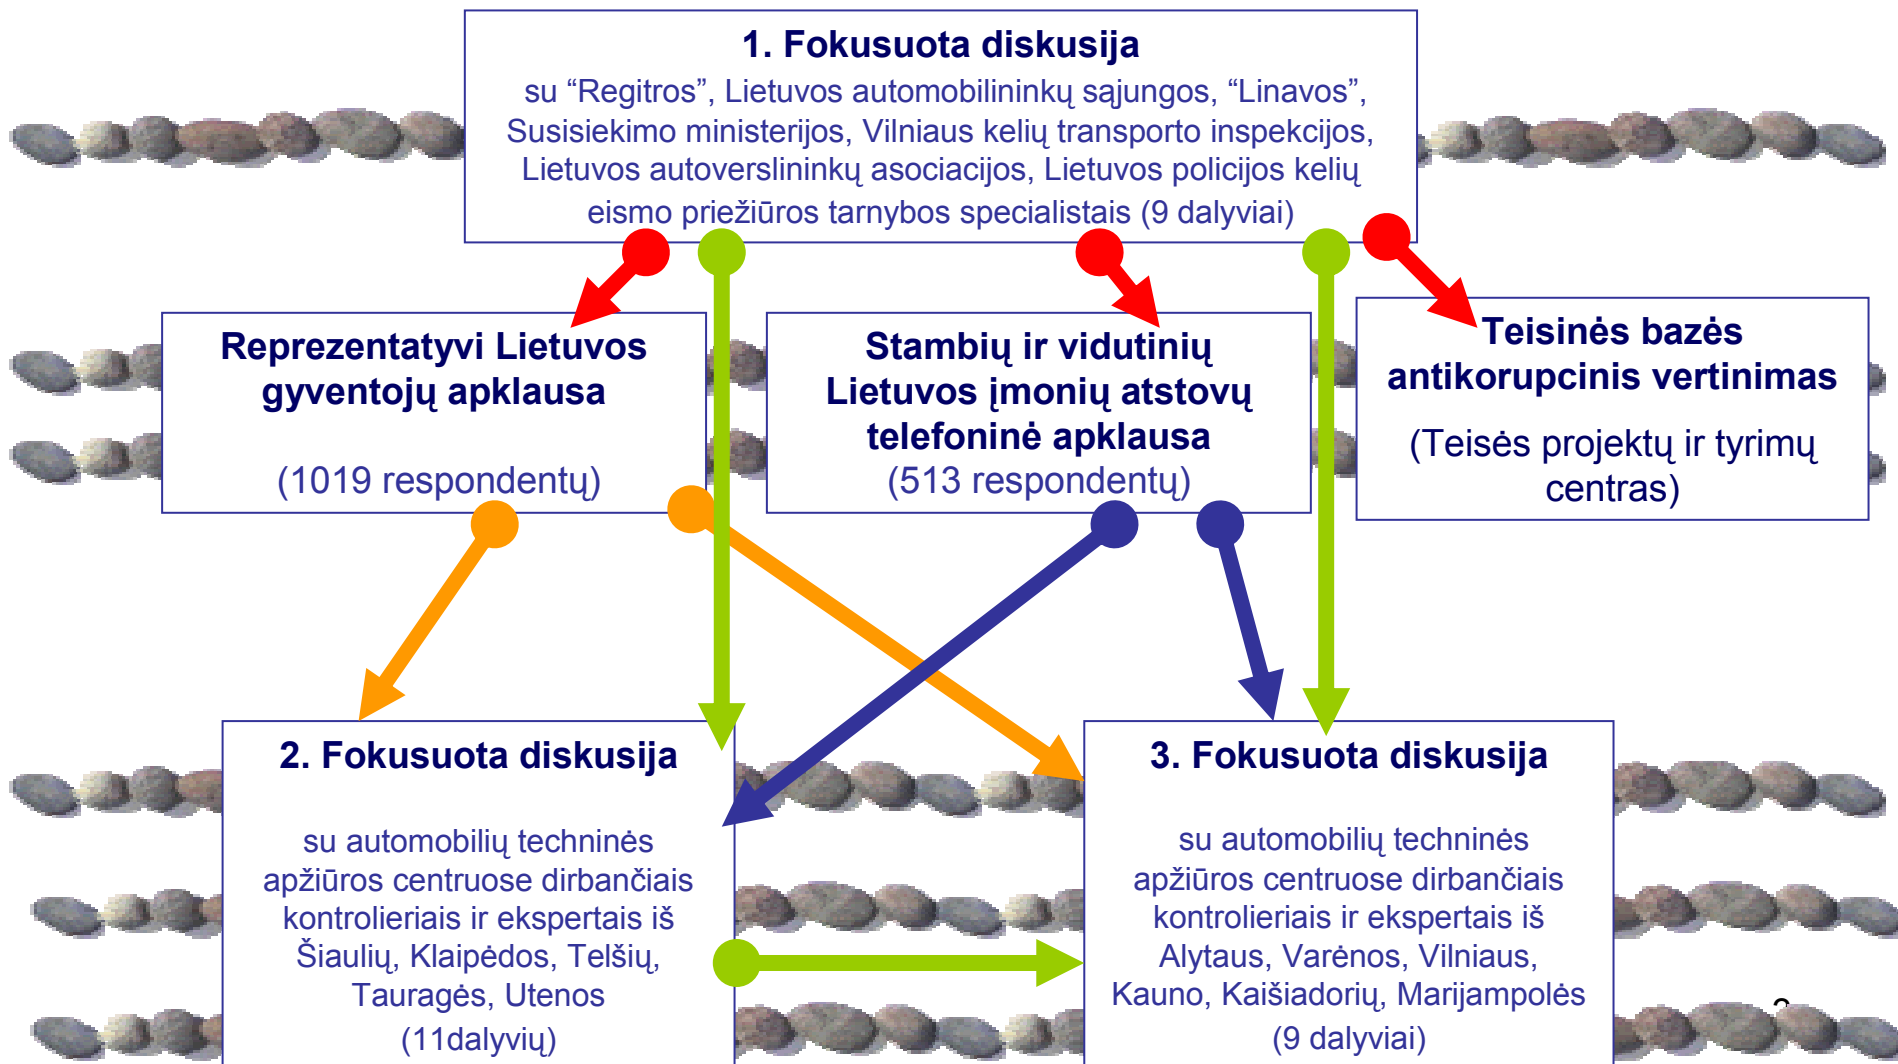 1. Fokusuota diskusija
su “Regitros”, Lietuvos automobilininkų sąjungos, “Linavos”,
Susisiekimo ministerijos, Vilniaus kelių transporto inspekcijos,
Lietuvos autoverslininkų asociacijos, Lietuvos policijos kelių
eismo priežiūros tarnybos specialistais (9 dalyviai)
Reprezentatyvi Lietuvos
gyventojų apklausa
(1019 respondentų)
Stambių ir vidutinių
Lietuvos įmonių atstovų
telefoninė apklausa
(513 respondentų)
Teisinės bazės
antikorupcinis vertinimas
(Teisės projektų ir tyrimų
centras)
2. Fokusuota diskusija
su automobilių techninės
apžiūros centruose dirbančiais
kontrolieriais ir ekspertais iš
Šiaulių, Klaipėdos, Telšių,
Tauragės, Utenos
(11dalyvių)
3. Fokusuota diskusija
su automobilių techninės
apžiūros centruose dirbančiais
kontrolieriais ir ekspertais iš
Alytaus, Varėnos, Vilniaus,
Kauno, Kaišiadorių, Marijampolės
(9 dalyviai)